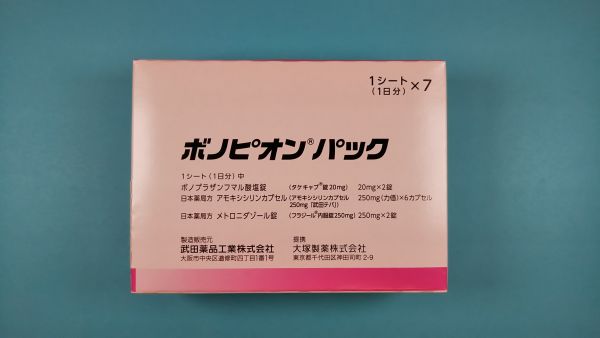 1シート
(1日分)
×7
ボノピオン®パック
1シート(1日分)中
ボノプラザンフマル酸塩錠 (タケキャブ®錠20mg) 20mg×2錠
日本薬局方 アモキシシリンカプセル (アモキシシリンカプセル 250mg(力価)×6カプセル
250mg「武田テバ」)
日本薬局方 メトロニダゾール錠 (フラジール®内服錠250mg) 250mg×2錠
製造販売元
武田薬品工業株式会社
大阪市中央区道修町四丁目1番1号
提携
大塚製薬株式会社
東京都千代田区神田司町2-9